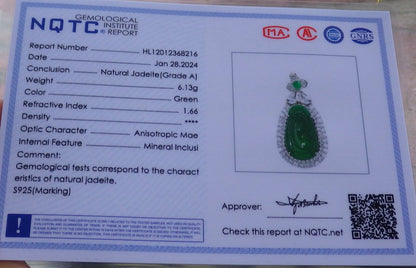 NQTC® GEMOLOGICAL INSTITUTE REPORT
MA
GNBS
Report Number HL12012368216
Date Jan 28.2024
Conclusion Natural Jadeite(Grade A)
Weight 6.13g
Color Green
Refractive Index 1.66
Density ****
Optic Character Anisotropic Mae
Internal Feature Mineral Inclusi
Comment:
Gemological tests correspond to the charact
eristics of natural jadeite.
S925(Marking)
Approver:
Check this report at NQTC.net